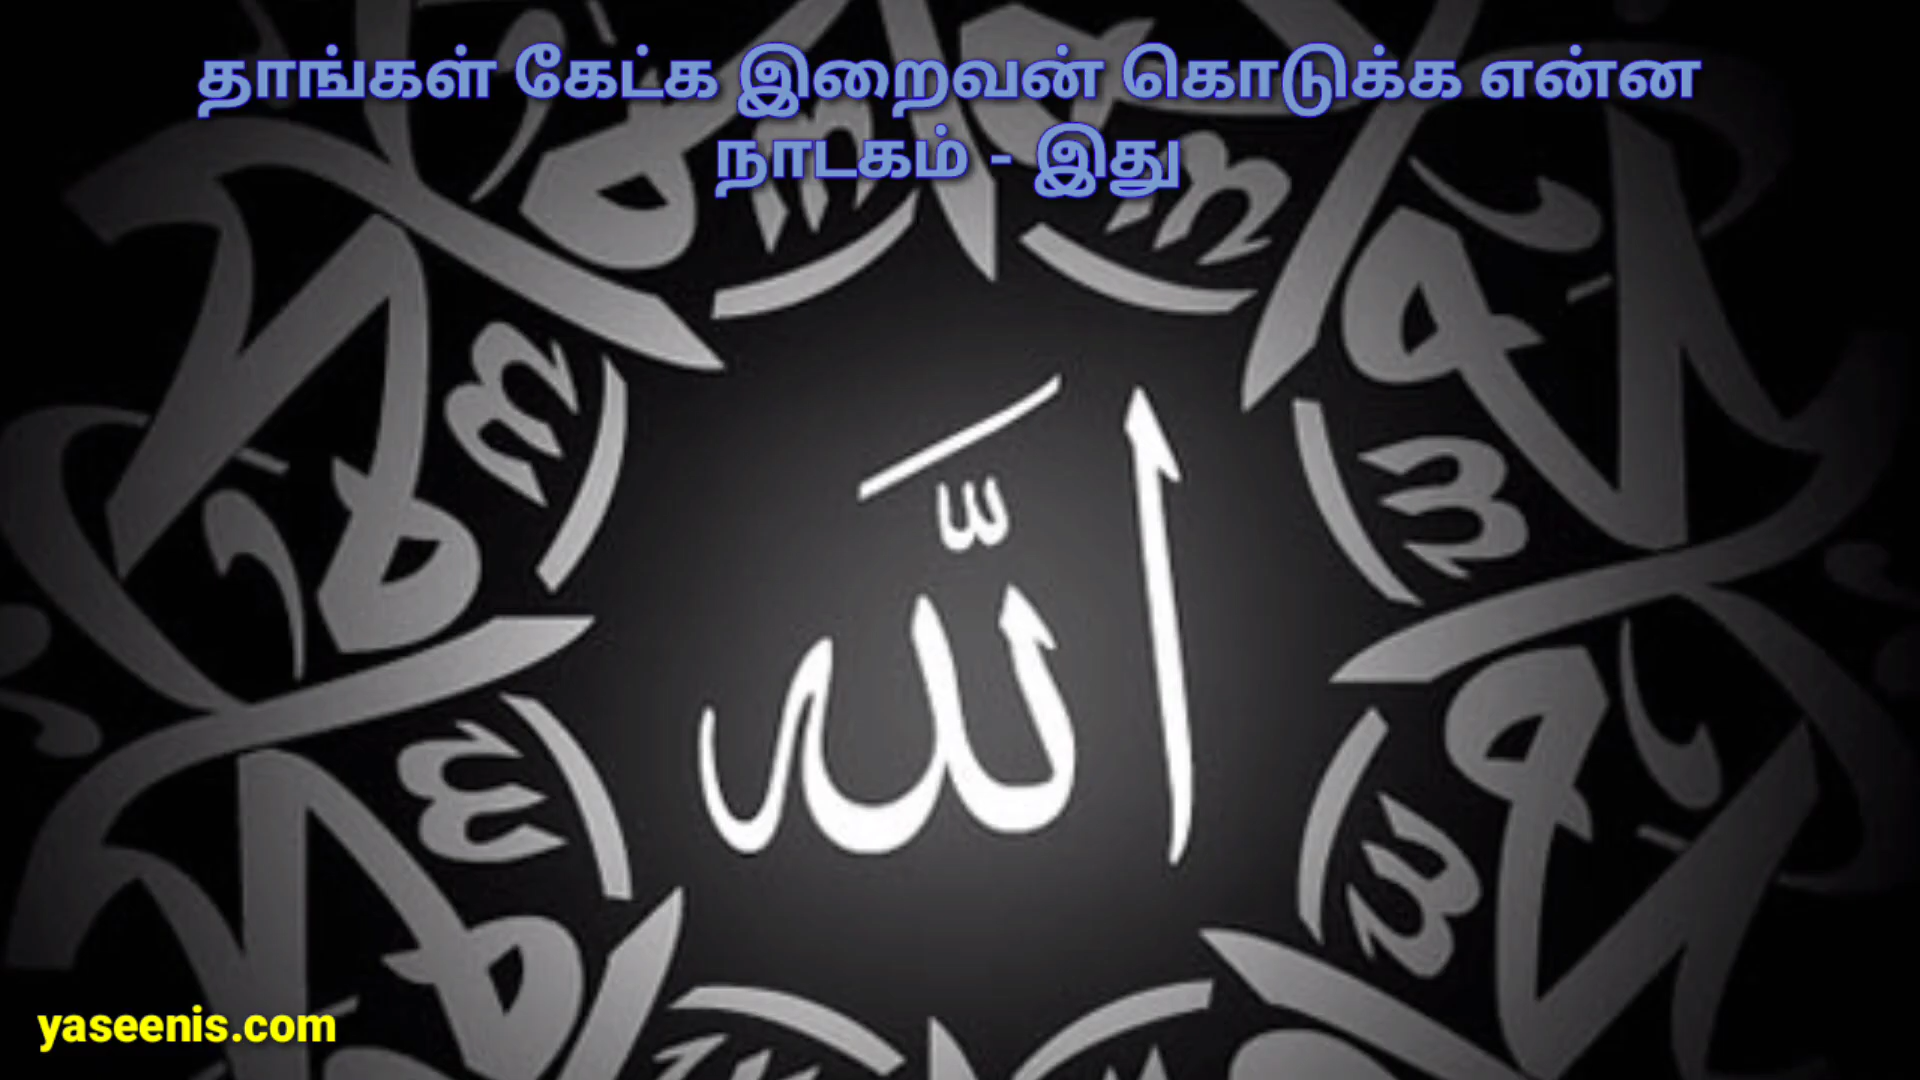 தாங்கள் கேட்க இறைவன் கொடுக்க என்ன
நாடகம் - இது
الله
yaseenis.com